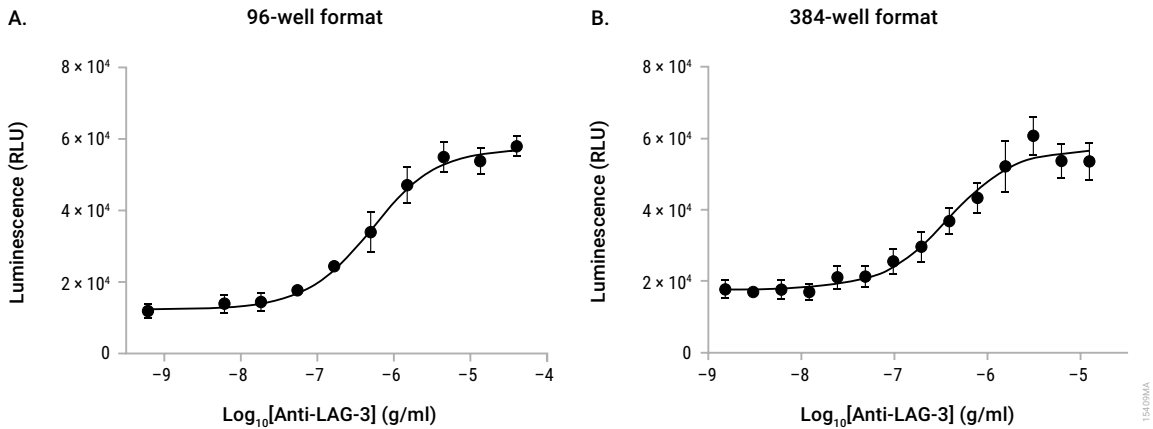 A.
96-well format
8 × 10⁴
6 × 10⁴
4 × 10⁴
2 × 10⁴
0
Luminescence (RLU)
−9 −8 −7 −6 −5 −4
Log₁₀[Anti-LAG-3] (g/ml)
B.
384-well format
8 × 10⁴
6 × 10⁴
4 × 10⁴
2 × 10⁴
0
Luminescence (RLU)
−9 −8 −7 −6 −5
Log₁₀[Anti-LAG-3] (g/ml)
15409MA